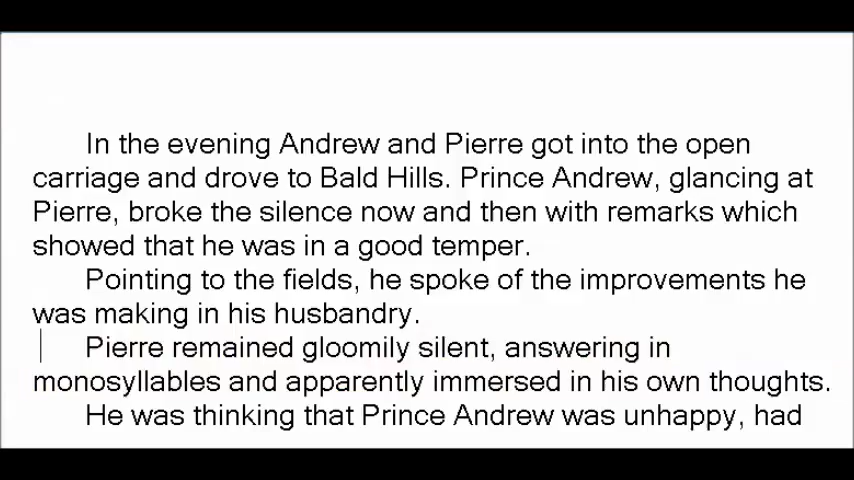 In the evening Andrew and Pierre got into the open
carriage and drove to Bald Hills. Prince Andrew, glancing at
Pierre, broke the silence now and then with remarks which
showed that he was in a good temper.
Pointing to the fields, he spoke of the improvements he
was making in his husbandry.
Pierre remained gloomily silent, answering in
monosyllables and apparently immersed in his own thoughts.
He was thinking that Prince Andrew was unhappy, had